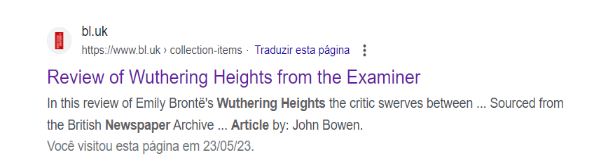 bl.uk
https://www.bl.uk › collection-items · Traduzir esta página
Review of Wuthering Heights from the Examiner
In this review of Emily Brontë's Wuthering Heights the critic swerves between ... Sourced from
the British Newspaper Archive ... Article by: John Bowen.
Você visitou esta página em 23/05/23.